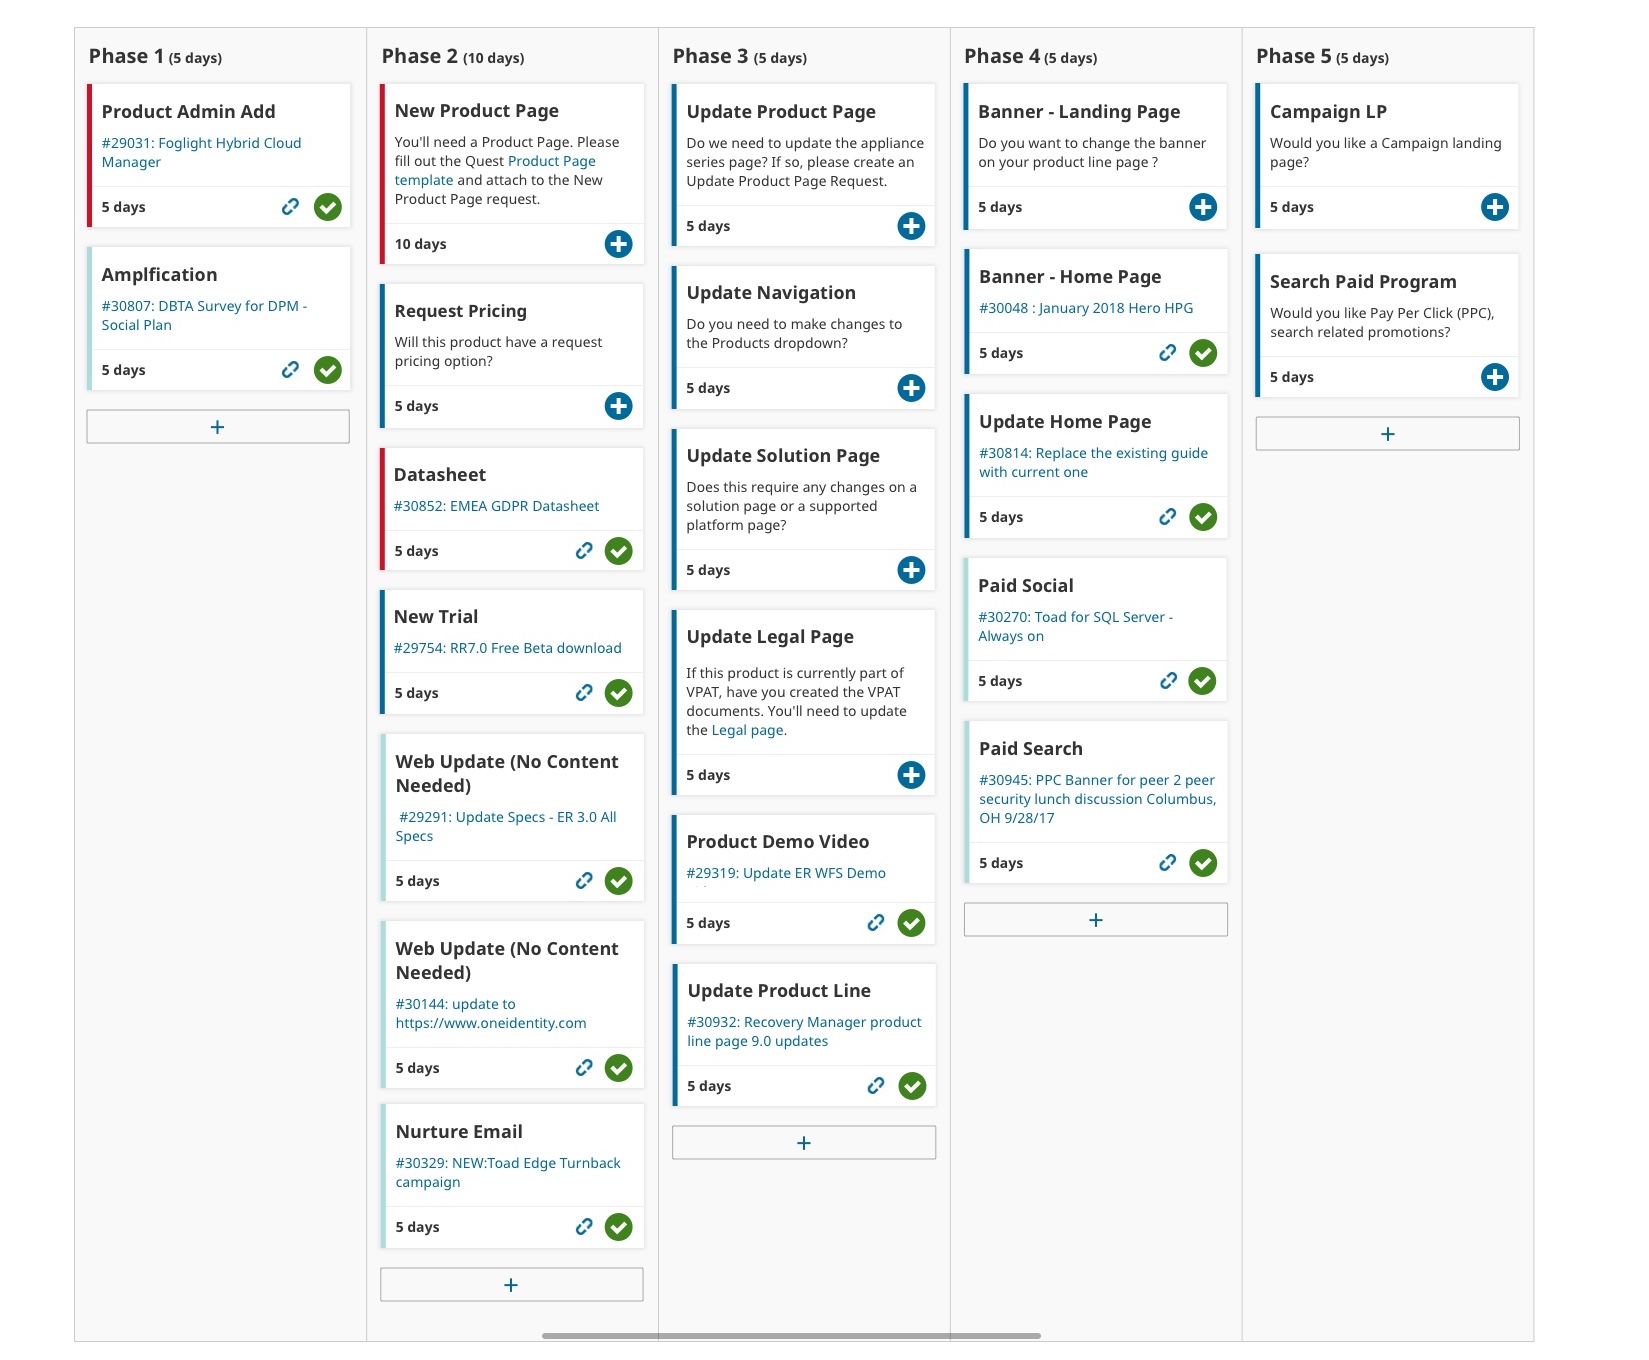 Phase 1 (5 days)
Product Admin Add
#29031: Foglight Hybrid Cloud
Manager
5 days
Amplfication
#30807: DBTA Survey for DPM -
Social Plan
5 days
+
Phase 2 (10 days)
New Product Page
You'll need a Product Page. Please
fill out the Quest Product Page
template and attach to the New
Product Page request.
10 days
Request Pricing
Will this product have a request
pricing option?
5 days
Datasheet
#30852: EMEA GDPR Datasheet
5 days
New Trial
#29754: RR7.0 Free Beta download
5 days
Web Update (No Content
Needed)
#29291: Update Specs - ER 3.0 All
Specs
5 days
Web Update (No Content
Needed)
#30144: update to
https://www.oneidentity.com
5 days
Nurture Email
#30329: NEW:Toad Edge Turnback
campaign
5 days
+
Phase 3 (5 days)
Update Product Page
Do we need to update the appliance
series page? If so, please create an
Update Product Page Request.
5 days
Update Navigation
Do you need to make changes to
the Products dropdown?
5 days
Update Solution Page
Does this require any changes on a
solution page or a supported
platform page?
5 days
Update Legal Page
If this product is currently part of
VPAT, have you created the VPAT
documents. You'll need to update
the Legal page.
5 days
Product Demo Video
#29319: Update ER WFS Demo
5 days
Update Product Line
#30932: Recovery Manager product
line page 9.0 updates
5 days
+
Phase 4 (5 days)
Banner - Landing Page
Do you want to change the banner
on your product line page ?
5 days
Banner - Home Page
#30048 : January 2018 Hero HPG
5 days
Update Home Page
#30814: Replace the existing guide
with current one
5 days
Paid Social
#30270: Toad for SQL Server -
Always on
5 days
Paid Search
#30945: PPC Banner for peer 2 peer
security lunch discussion Columbus,
OH 9/28/17
5 days
+
Phase 5 (5 days)
Campaign LP
Would you like a Campaign landing
page?
5 days
Search Paid Program
Would you like Pay Per Click (PPC),
search related promotions?
5 days
+